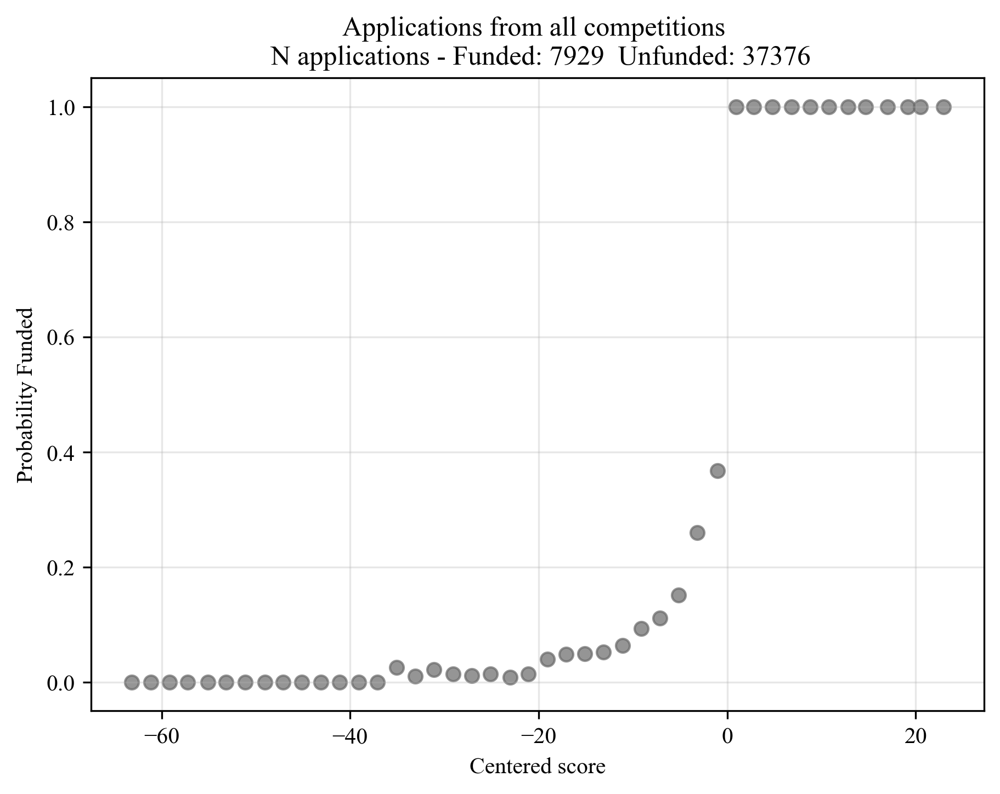 Applications from all competitions
N applications - Funded: 7929  Unfunded: 37376
1.0
0.8
0.6
0.4
0.2
0.0
Probability Funded
−60
−40
−20
0
20
Centered score